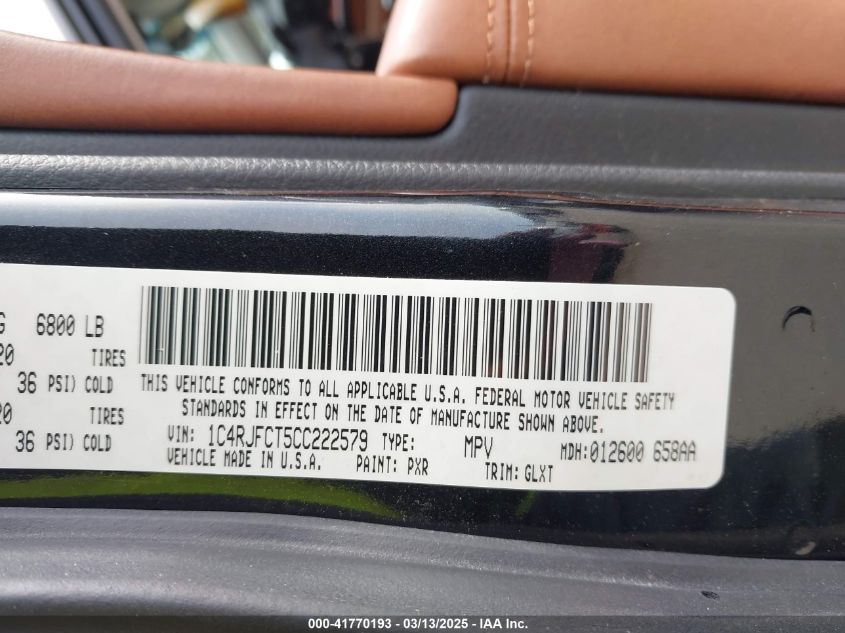 G 6800 LB
20 TIRES
36 PSI) COLD
20 TIRES
36 PSI) COLD
THIS VEHICLE CONFORMS TO ALL APPLICABLE U.S.A. FEDERAL MOTOR VEHICLE SAFETY
STANDARDS IN EFFECT ON THE DATE OF MANUFACTURE SHOWN ABOVE.
VIN: 1C4RJFCT5CC222579 TYPE: MPV MDH:012600 658AA
VEHICLE MADE IN U.S.A. PAINT: PXR TRIM: GLXT
000-41770193 - 03/13/2025 - IAA Inc.